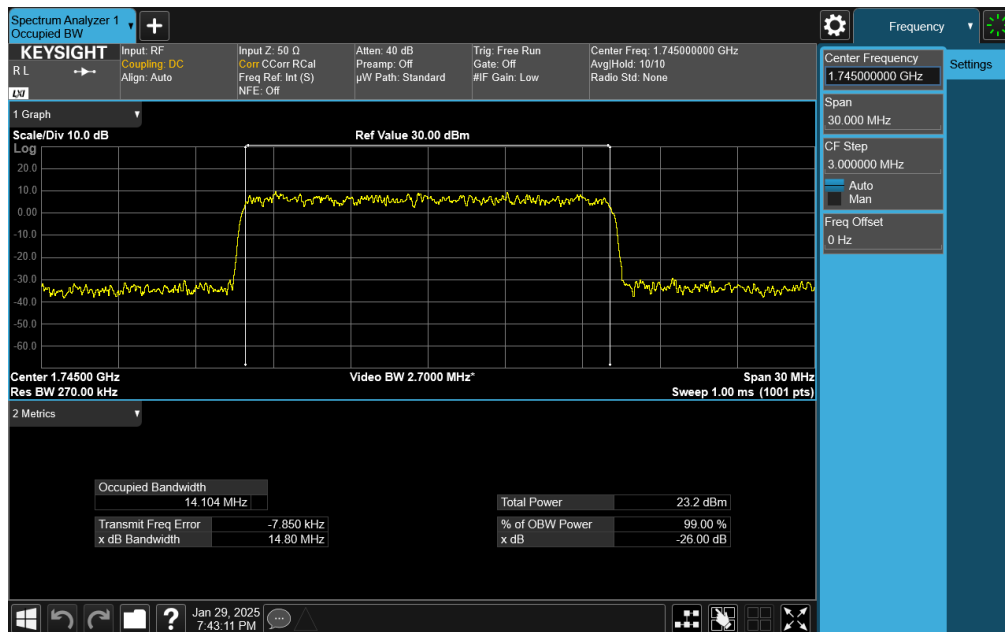 Spectrum Analyzer 1
Occupied BW
+
Frequency
KEYSIGHT
R L
LXI
Input: RF
Coupling: DC
Align: Auto
Input Z: 50 Ω
Corr CCorr RCal
Freq Ref: Int (S)
NFE: Off
Atten: 40 dB
Preamp: Off
µW Path: Standard
Trig: Free Run
Gate: Off
#IF Gain: Low
Center Freq: 1.745000000 GHz
Avg|Hold: 10/10
Radio Std: None
Center Frequency
1.745000000 GHz
Settings
Span
30.000 MHz
CF Step
3.000000 MHz
Auto
Man
Freq Offset
0 Hz
1 Graph
Scale/Div 10.0 dB
Ref Value 30.00 dBm
Log
20.0
10.0
0.00
-10.0
-20.0
-30.0
-40.0
-50.0
-60.0
Center 1.74500 GHz
Video BW 2.7000 MHz*
Span 30 MHz
Res BW 270.00 kHz
Sweep 1.00 ms (1001 pts)
2 Metrics
Occupied Bandwidth
14.104 MHz
Total Power 23.2 dBm
Transmit Freq Error -7.850 kHz
% of OBW Power 99.00 %
x dB Bandwidth 14.80 MHz
x dB -26.00 dB
?
Jan 29, 2025
7:43:11 PM